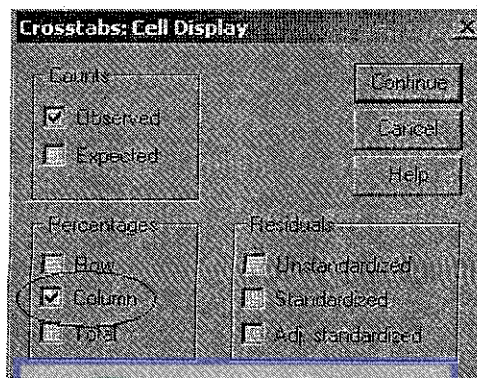 Crosstabs: Cell Display
Counts
Observed
Expected
Continue
Cancel
Help
Percentages
Row
Column
Total
Residuals
Unstandardized
Standardized
Adj. standardized